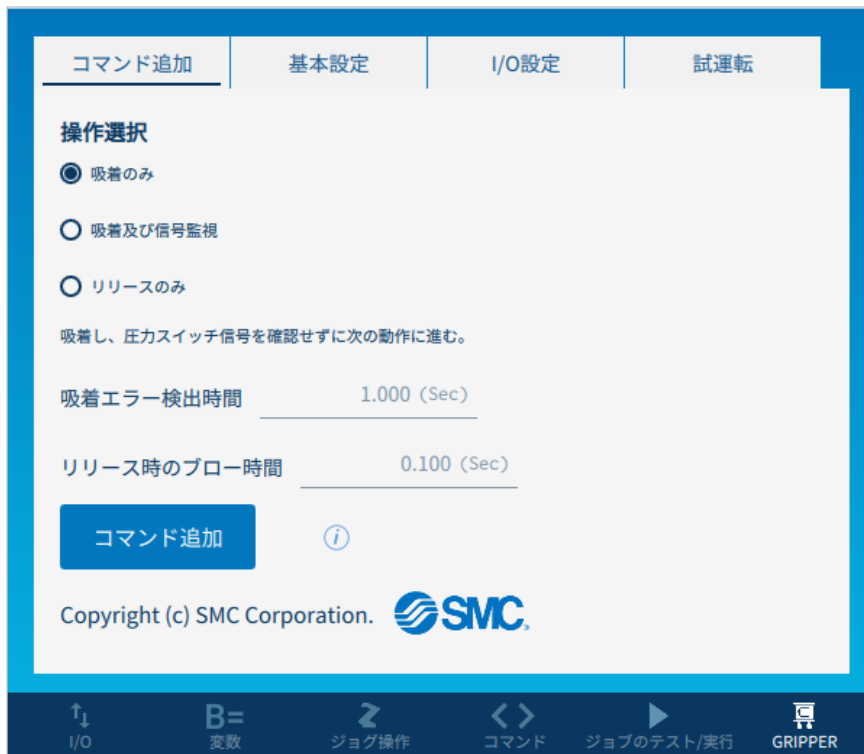 コマンド追加 基本設定 I/O設定 試運転
操作選択
吸着のみ
吸着及び信号監視
リリースのみ
吸着し、圧力スイッチ信号を確認せずに次の動作に進む。
吸着エラー検出時間 1.000 (Sec)
リリース時のブロー時間 0.100 (Sec)
コマンド追加 i
Copyright (c) SMC Corporation. SMC
B=
I/O 変数 ジョグ操作 コマンド ジョブのテスト/実行 GRIPPER